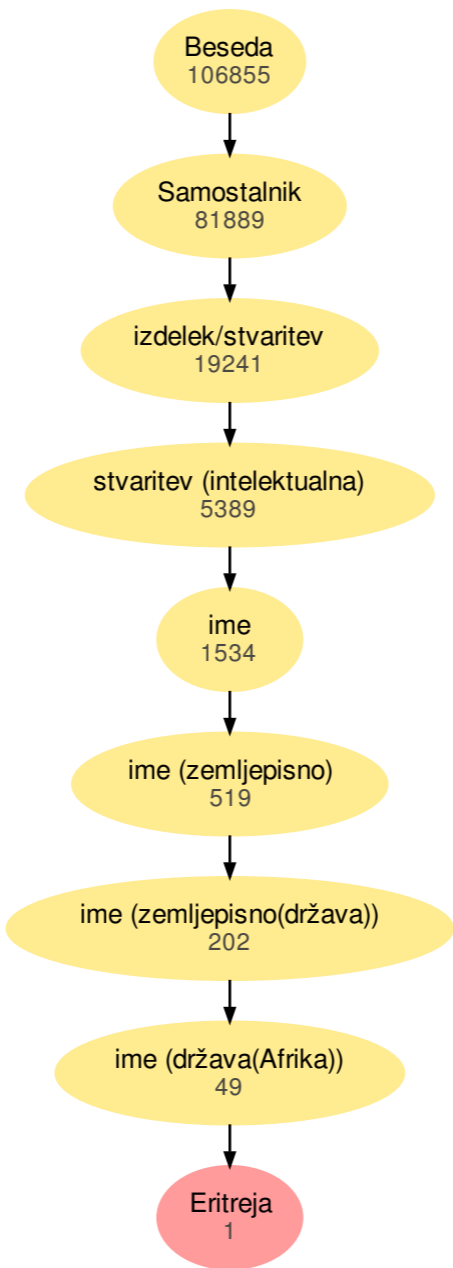 Beseda
106855
Samostalnik
81889
izdelek/stvaritev
19241
stvaritev (intelektualna)
5389
ime
1534
ime (zemljepisno)
519
ime (zemljepisno(država))
202
ime (država(Afrika))
49
Eritreja
1